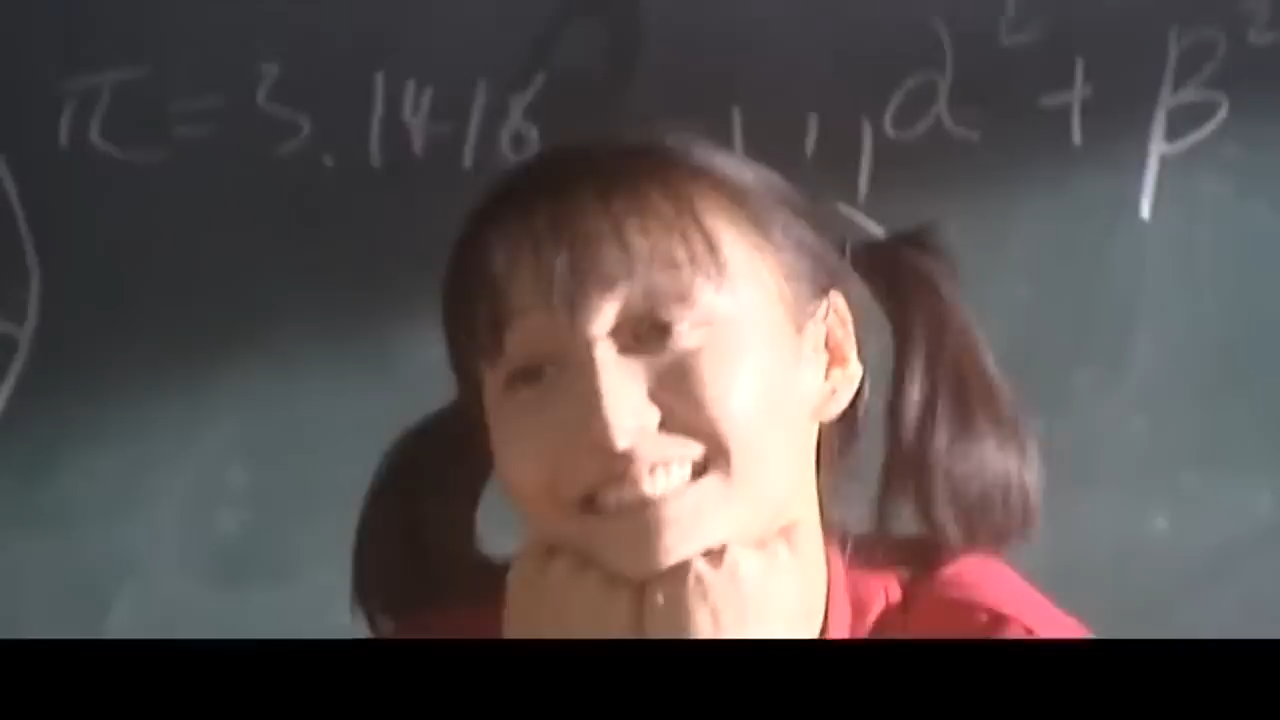 π = 3.1416 α² + β²